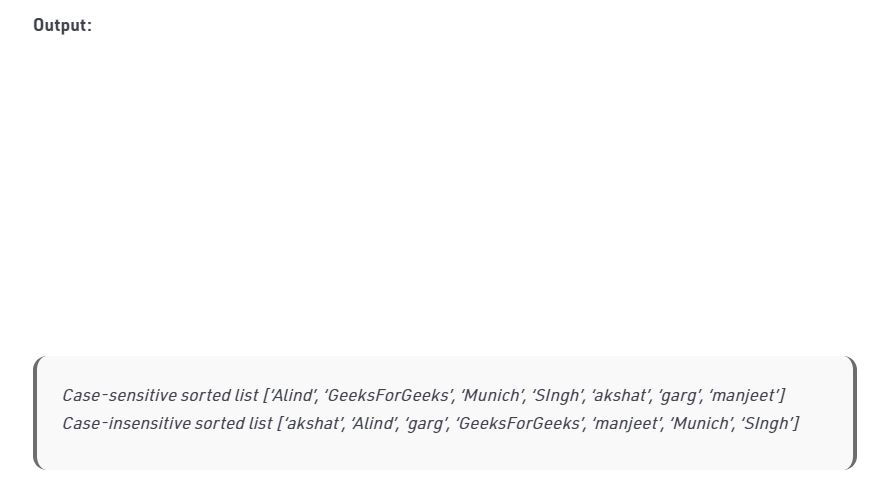 Output:
Case-sensitive sorted list [‘Alind’, ‘GeeksForGeeks’, ‘Munich’, ‘SIngh’, ‘akshat’, ‘garg’, ‘manjeet’]
Case-insensitive sorted list [‘akshat’, ‘Alind’, ‘garg’, ‘GeeksForGeeks’, ‘manjeet’, ‘Munich’, ‘SIngh’]